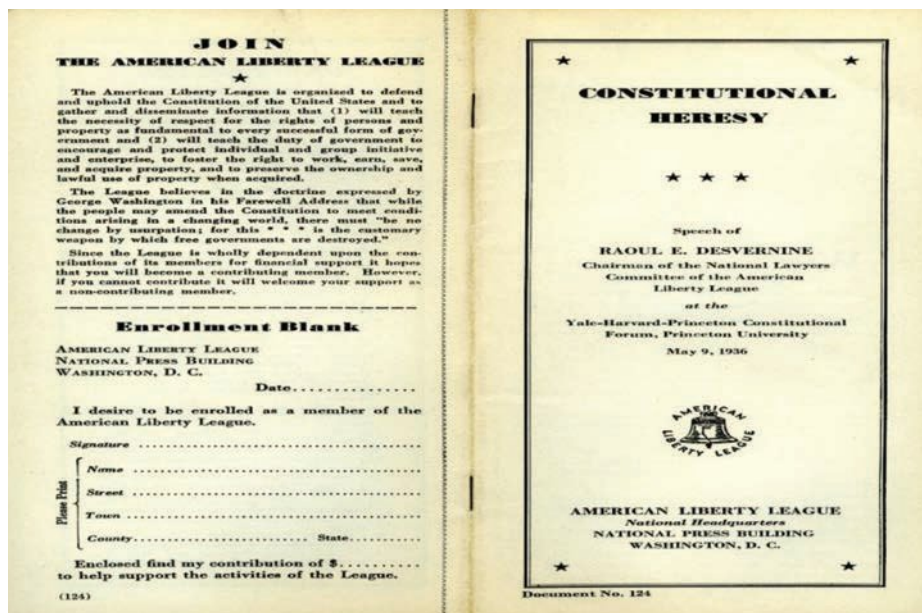 JOIN
THE AMERICAN LIBERTY LEAGUE
★
The American Liberty League is organized to defend
and uphold the Constitution of the United States and to
gather and disseminate information that (1) will teach
the necessity of respect for the rights of persons and
property as fundamental to every successful form of gov-
ernment and (2) will teach the duty of government to
encourage and protect individual and group initiative
and enterprise, to foster the right to work, earn, save,
and acquire property, and to preserve the ownership and
lawful use of property when acquired.
The League believes in the doctrine expressed by
George Washington in his Farewell Address that while
the people may amend the Constitution to meet condi-
tions arising in a changing world, there must "be no
change by usurpation; for this * * * is the customary
weapon by which free governments are destroyed."
Since the League is wholly dependent upon the con-
tributions of its members for financial support it hopes
that you will become a contributing member. However,
if you cannot contribute it will welcome your support as
a non-contributing member.
Enrollment Blank
AMERICAN LIBERTY LEAGUE
NATIONAL PRESS BUILDING
WASHINGTON, D. C.
Date...............
I desire to be enrolled as a member of the
American Liberty League.
Signature ........................................
Please Print
Name ........................................
Street ........................................
Town ........................................
County........................ State..............
Enclosed find my contribution of $..........
to help support the activities of the League.
(124)
★ ★
CONSTITUTIONAL
HERESY
★ ★ ★
Speech of
RAOUL E. DESVERNINE
Chairman of the National Lawyers
Committee of the American
Liberty League
at the
Yale-Harvard-Princeton Constitutional
Forum, Princeton University
May 9, 1936
AMERICAN
LIBERTY LEAGUE
AMERICAN LIBERTY LEAGUE
National Headquarters
NATIONAL PRESS BUILDING
WASHINGTON, D. C.
★ ★
Document No. 124